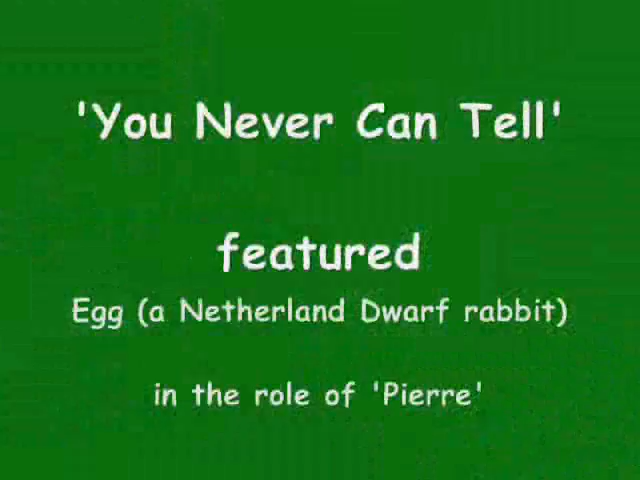 'You Never Can Tell'
featured
Egg (a Netherland Dwarf rabbit)
in the role of 'Pierre'